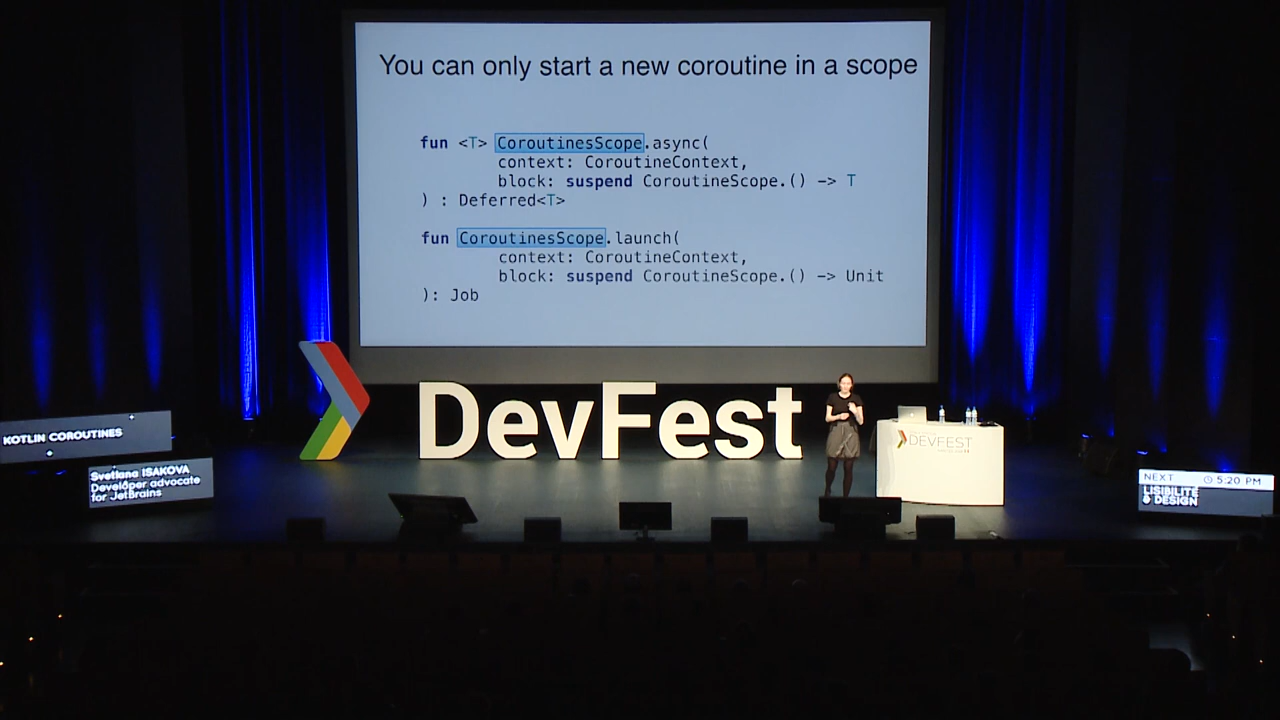 You can only start a new coroutine in a scope
fun <T> CoroutinesScope.async(
context: CoroutineContext,
block: suspend CoroutineScope.() -> T
) : Deferred<T>
fun CoroutinesScope.launch(
context: CoroutineContext,
block: suspend CoroutineScope.() -> Unit
): Job
DevFest
DEVFEST
KOTLIN COROUTINES
Svetlana ISAKOVA
Developer advocate
for JetBrains
NEXT 5:20 PM
LISIBILITÉ
DESIGN